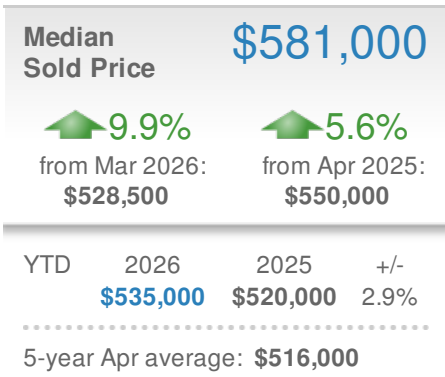 Median
Sold Price
$581,000
9.9%
5.6%
from Mar 2026:
from Apr 2025:
$528,500
$550,000
YTD 2026 2025 +/-
$535,000 $520,000 2.9%
5-year Apr average: $516,000